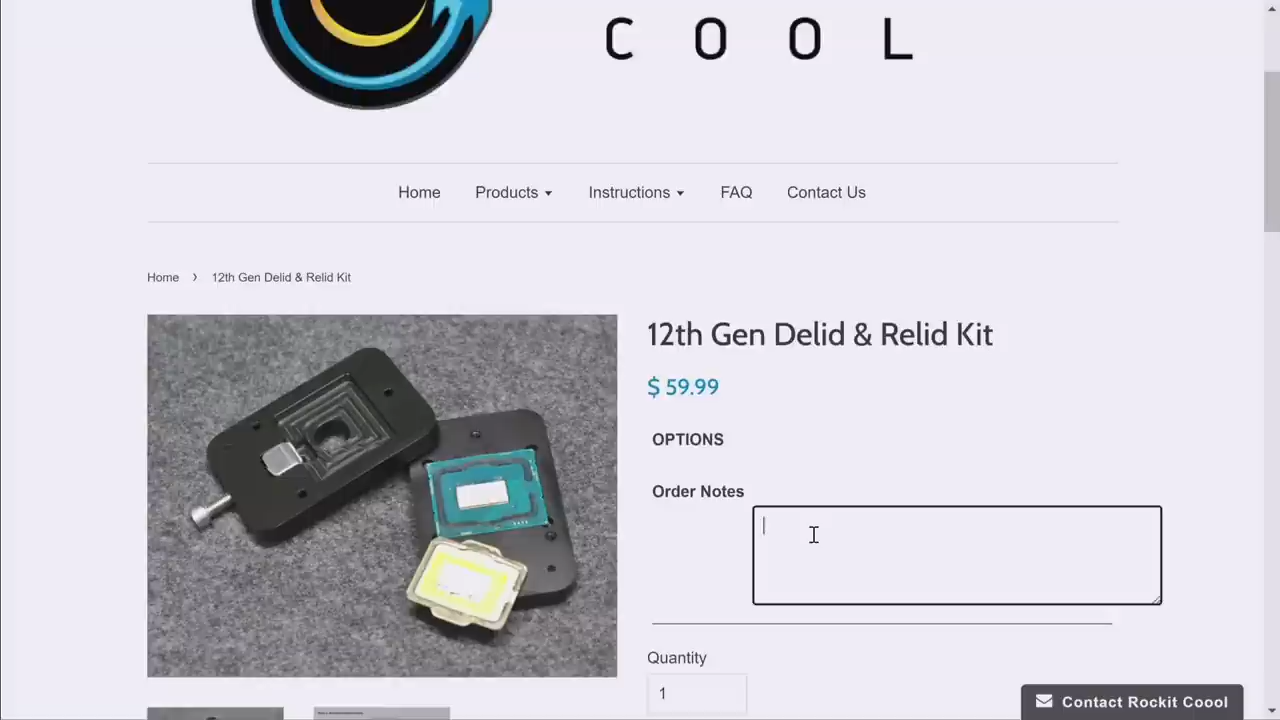 C O O L
Home Products Instructions FAQ Contact Us
Home › 12th Gen Delid & Relid Kit
12th Gen Delid & Relid Kit
$ 59.99
OPTIONS
Order Notes
Quantity
1
Contact Rockit Coool